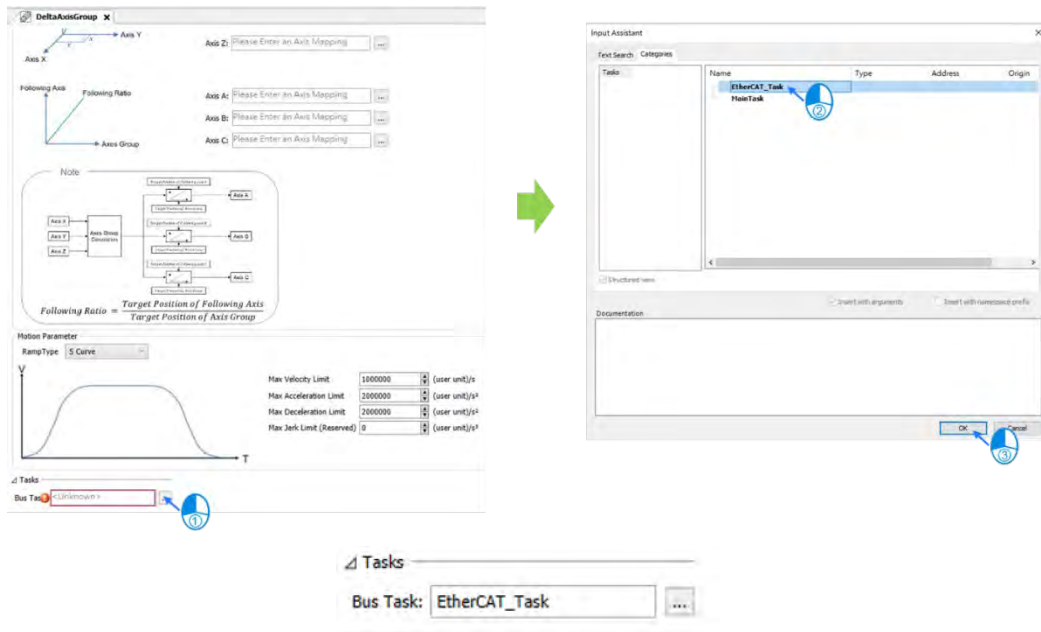 DeltaAxisGroup x
Axis Y
Axis X
Axis Z: Please Enter an Axis Mapping ...
Following Axis
Following Ratio
Axes Group
Axis A: Please Enter an Axis Mapping ...
Axis B: Please Enter an Axis Mapping ...
Axis C: Please Enter an Axis Mapping ...
Note
Axis X
Axis Y
Axis Z
Axis A
Axis B
Axis C
Following Ratio = Target Position of Following Axis
Target Position of Axis Group
Motion Parameter
RampType S Curve
V
T
Max Velocity Limit 1000000 (user unit)/s
Max Acceleration Limit 2000000 (user unit)/s²
Max Deceleration Limit 2000000 (user unit)/s²
Max Jerk Limit (Reserved) 0 (user unit)/s³
Tasks
Bus Tas <Unknown>
①
Input Assistant x
Text Search Categories
Tasks
Name Type Address Origin
EtherCAT_Task
②
MainTask
Structured view
Insert with arguments Insert with namespace prefix
Documentation
OK Cancel
③
Tasks
Bus Task: EtherCAT_Task ...